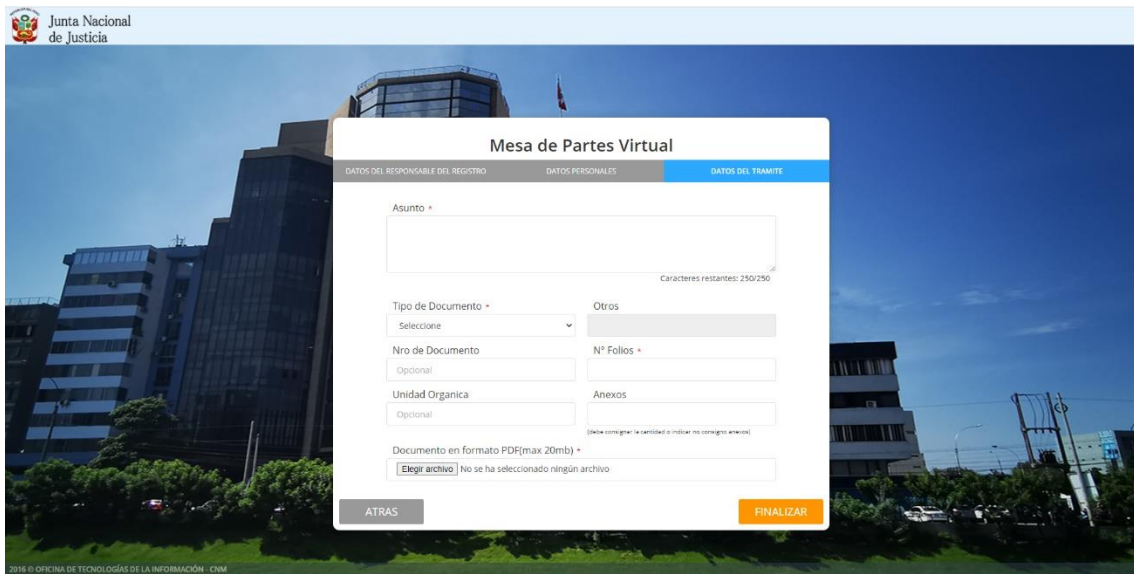 Junta Nacional
de Justicia
Mesa de Partes Virtual
DATOS DEL RESPONSABLE DEL REGISTRO DATOS PERSONALES DATOS DEL TRAMITE
Asunto *
Caracteres restantes: 250/250
Tipo de Documento * Otros
Seleccione
Nro de Documento N° Folios *
Opcional
Unidad Organica Anexos
Opcional
(debe consignar la cantidad o indicar no consigno anexos)
Documento en formato PDF(max 20mb) *
Elegir archivo No se ha seleccionado ningún archivo
ATRAS FINALIZAR
2016 © OFICINA DE TECNOLOGÍAS DE LA INFORMACIÓN - CNM